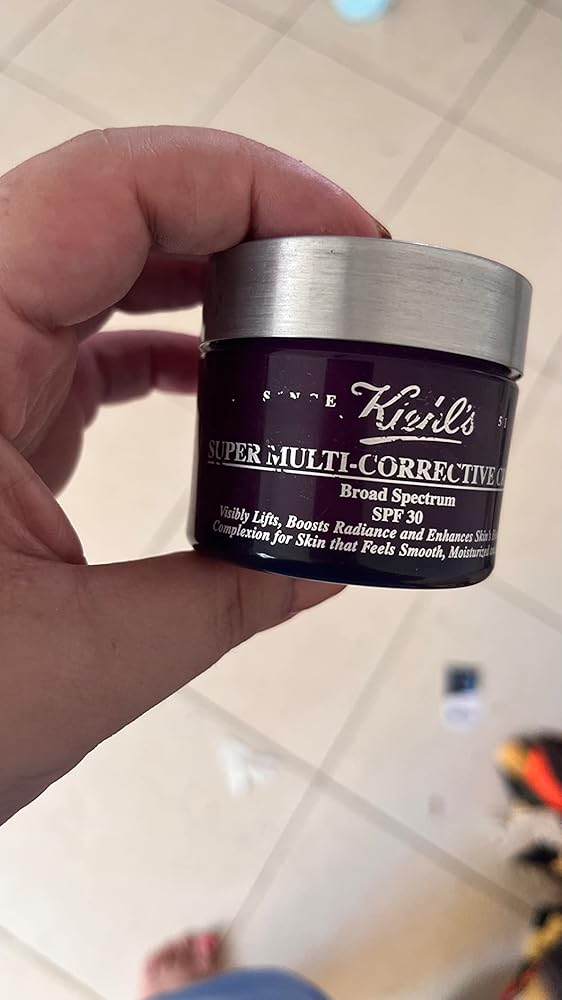 SINCE Kiehl's
SUPER MULTI-CORRECTIVE
Broad Spectrum
SPF 30
Visibly Lifts, Boosts Radiance and Enhances Skin's
Complexion for Skin that Feels Smooth, Moisturized